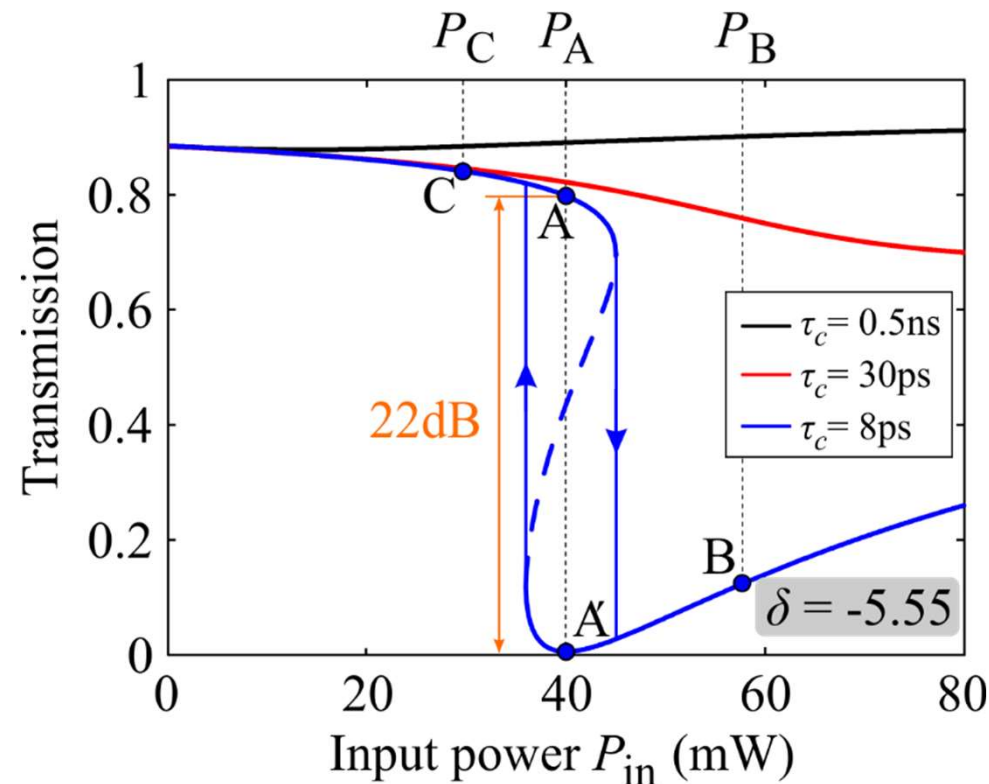 P_C P_A P_B
1
0.8
0.6
0.4
0.2
0
Transmission
C
A
22dB
τ_c= 0.5ns
τ_c= 30ps
τ_c= 8ps
B
A′
δ = -5.55
0 20 40 60 80
Input power P_in (mW)